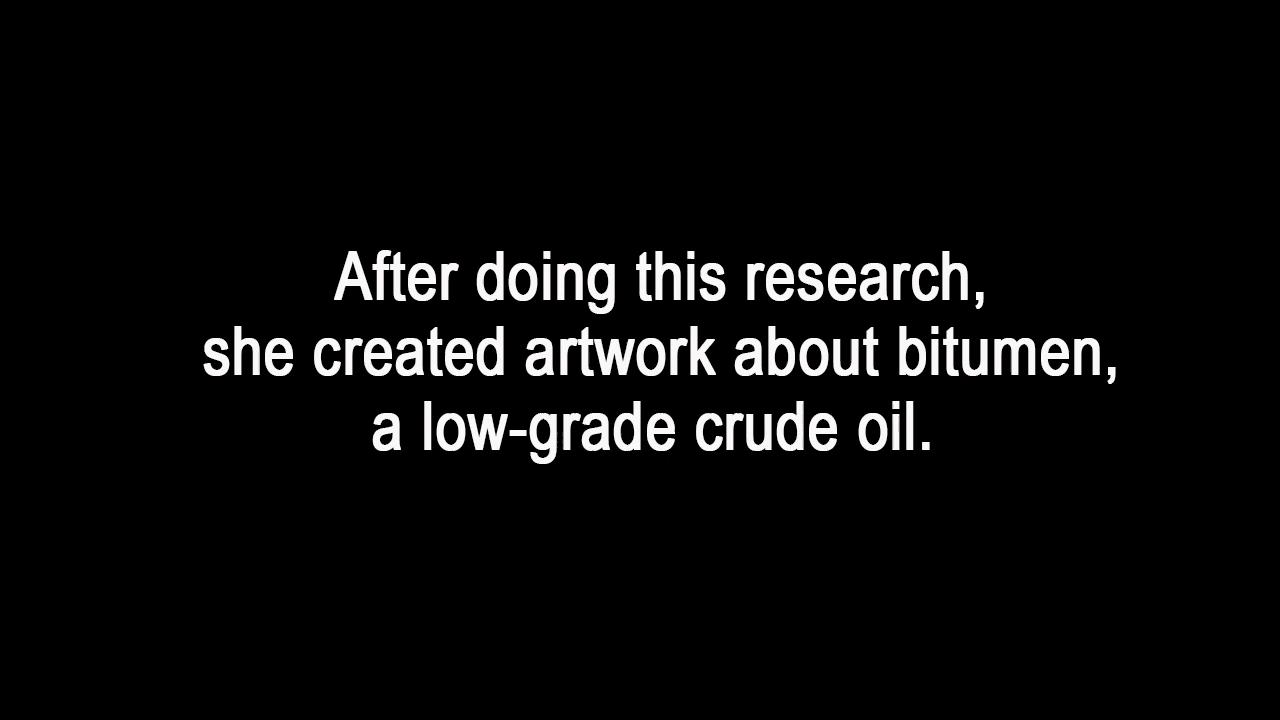 After doing this research,
she created artwork about bitumen,
a low-grade crude oil.